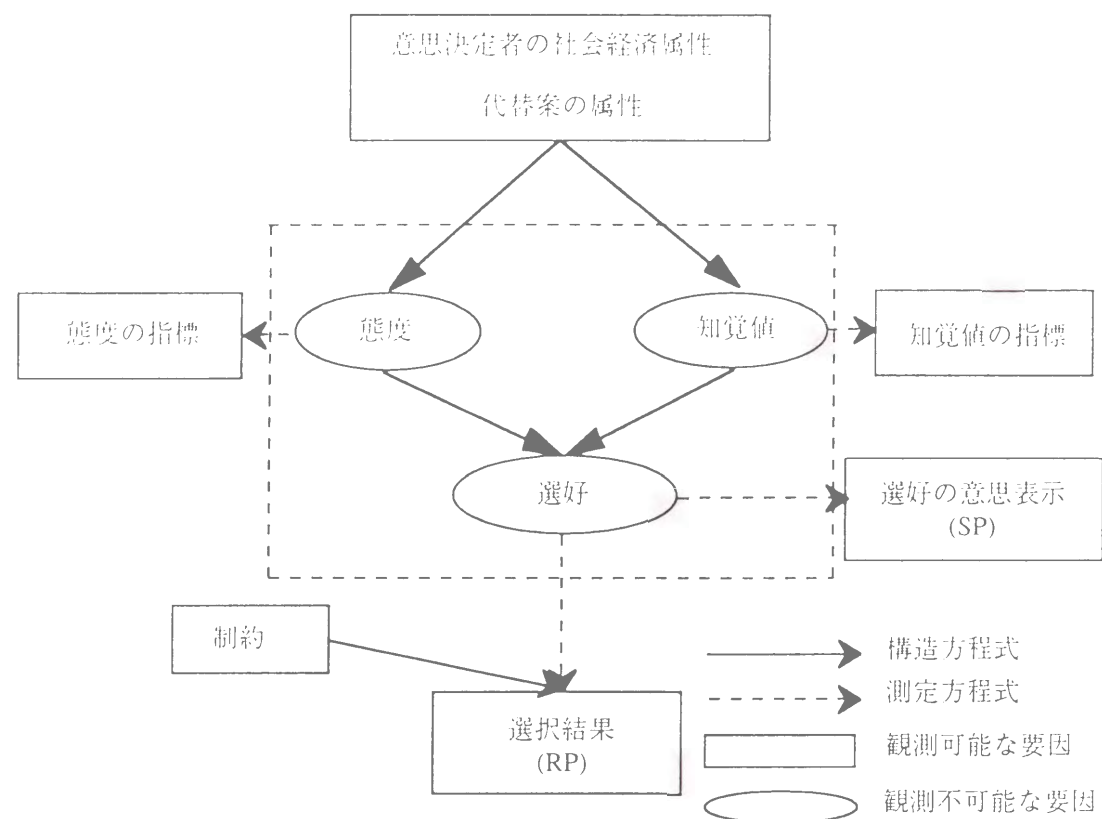 意思決定者の社会経済属性
代替案の属性
態度の指標
態度
知覚値
知覚値の指標
選好
選好の意思表示
(SP)
制約
選択結果
(RP)
構造方程式
測定方程式
観測可能な要因
観測不可能な要因